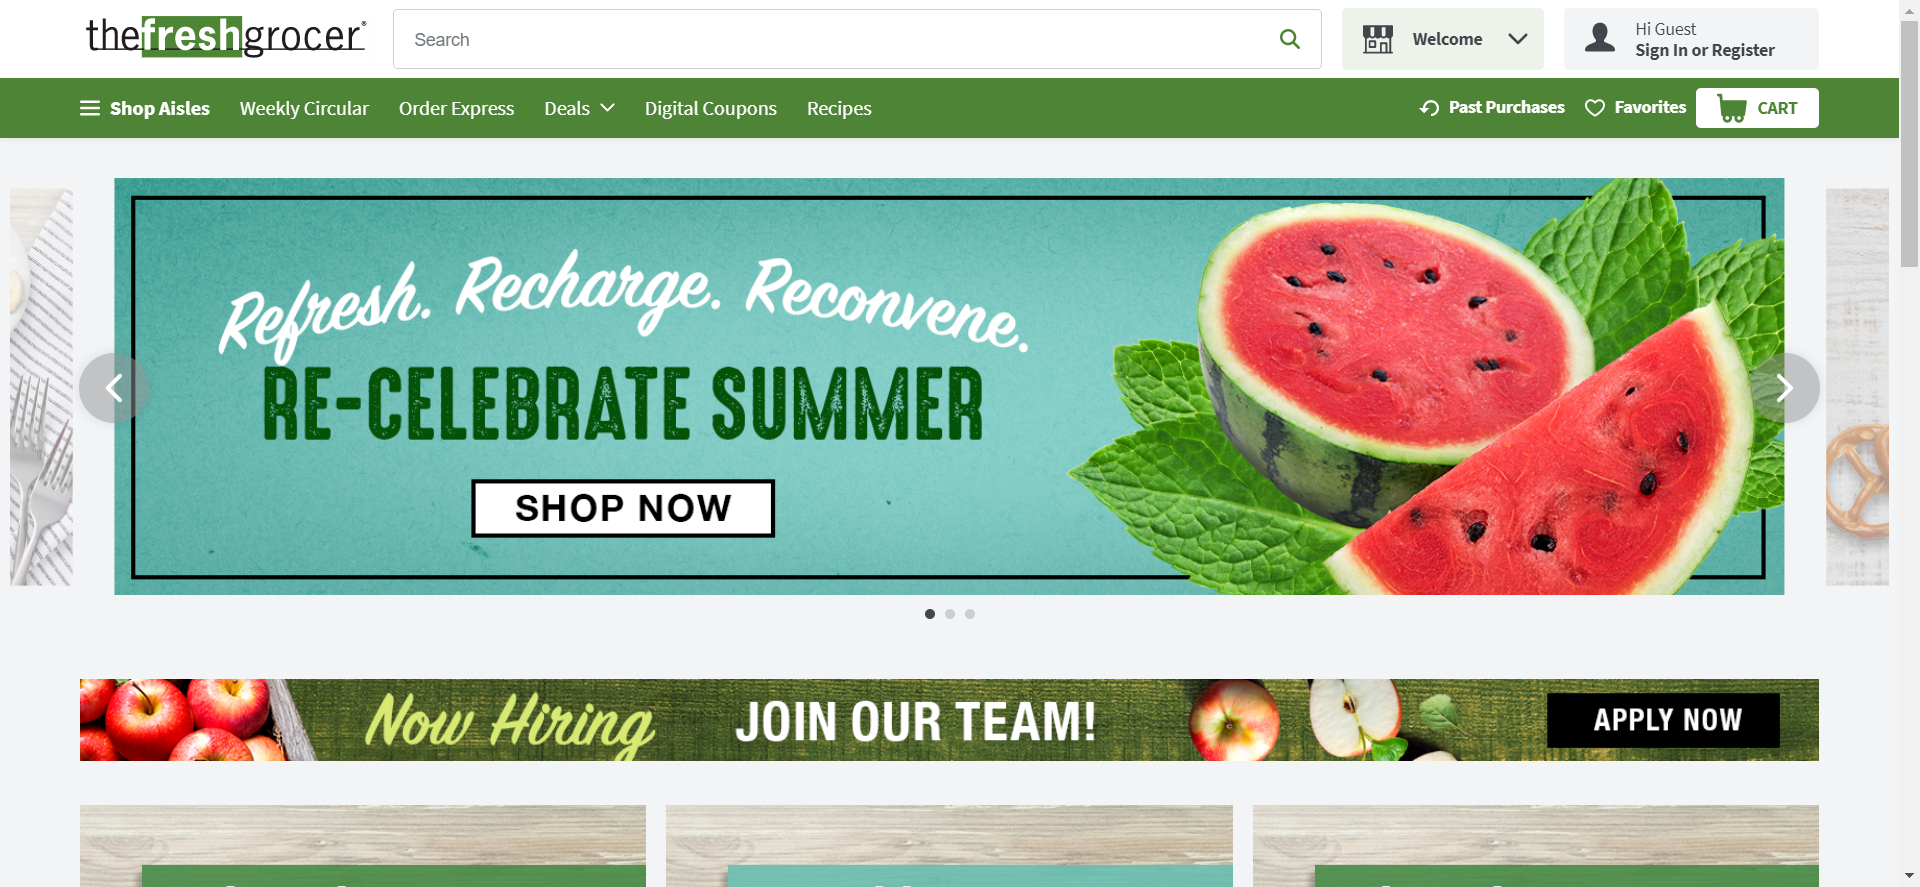 thefreshgrocer®
Search
Welcome
Hi Guest
Sign In or Register
Shop Aisles
Weekly Circular
Order Express
Deals
Digital Coupons
Recipes
Past Purchases
Favorites
CART
Refresh. Recharge. Reconvene.
RE-CELEBRATE SUMMER
SHOP NOW
Now Hiring JOIN OUR TEAM!
APPLY NOW